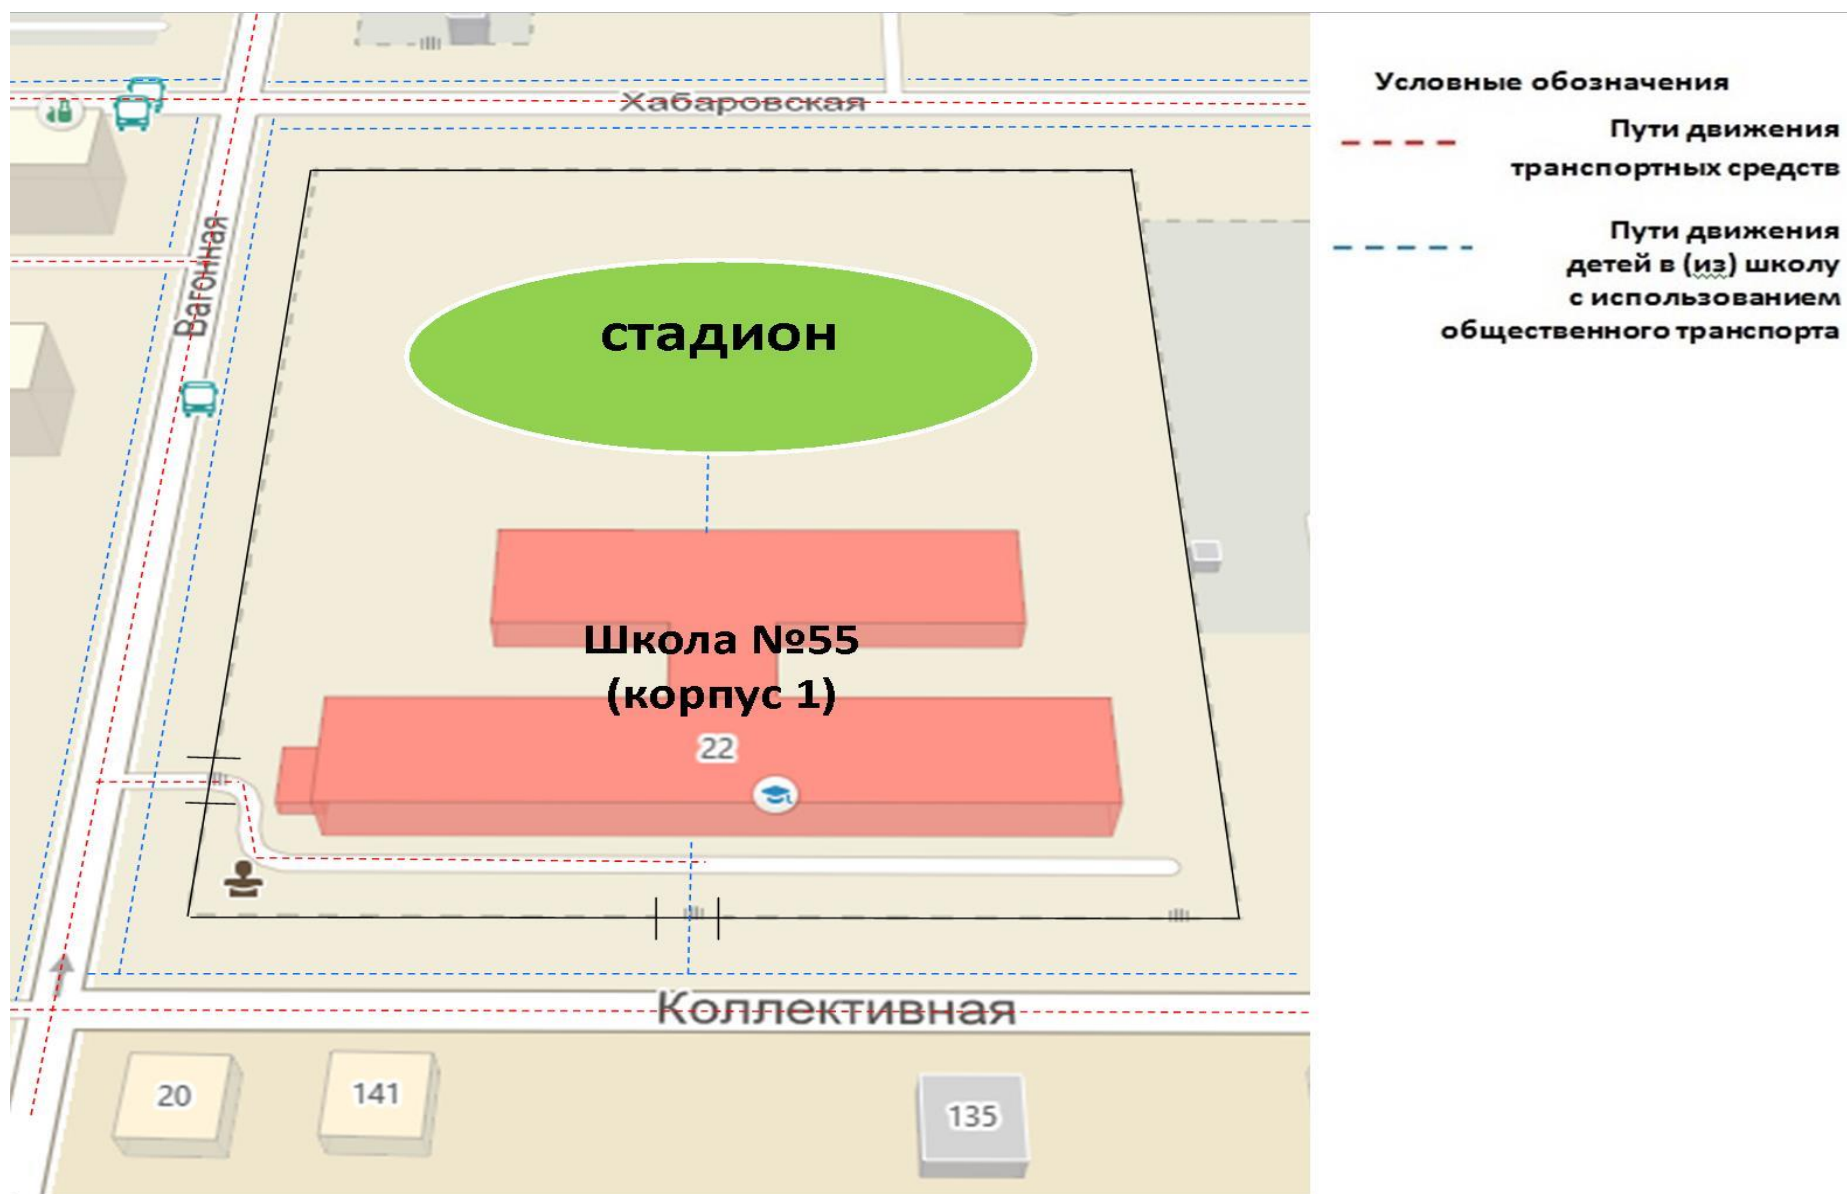 Хабаровская
Вагонная
стадион
Школа №55
(корпус 1)
22
Коллективная
20
141
135
Условные обозначения
Пути движения
транспортных средств
Пути движения
детей в (из) школу
с использованием
общественного транспорта